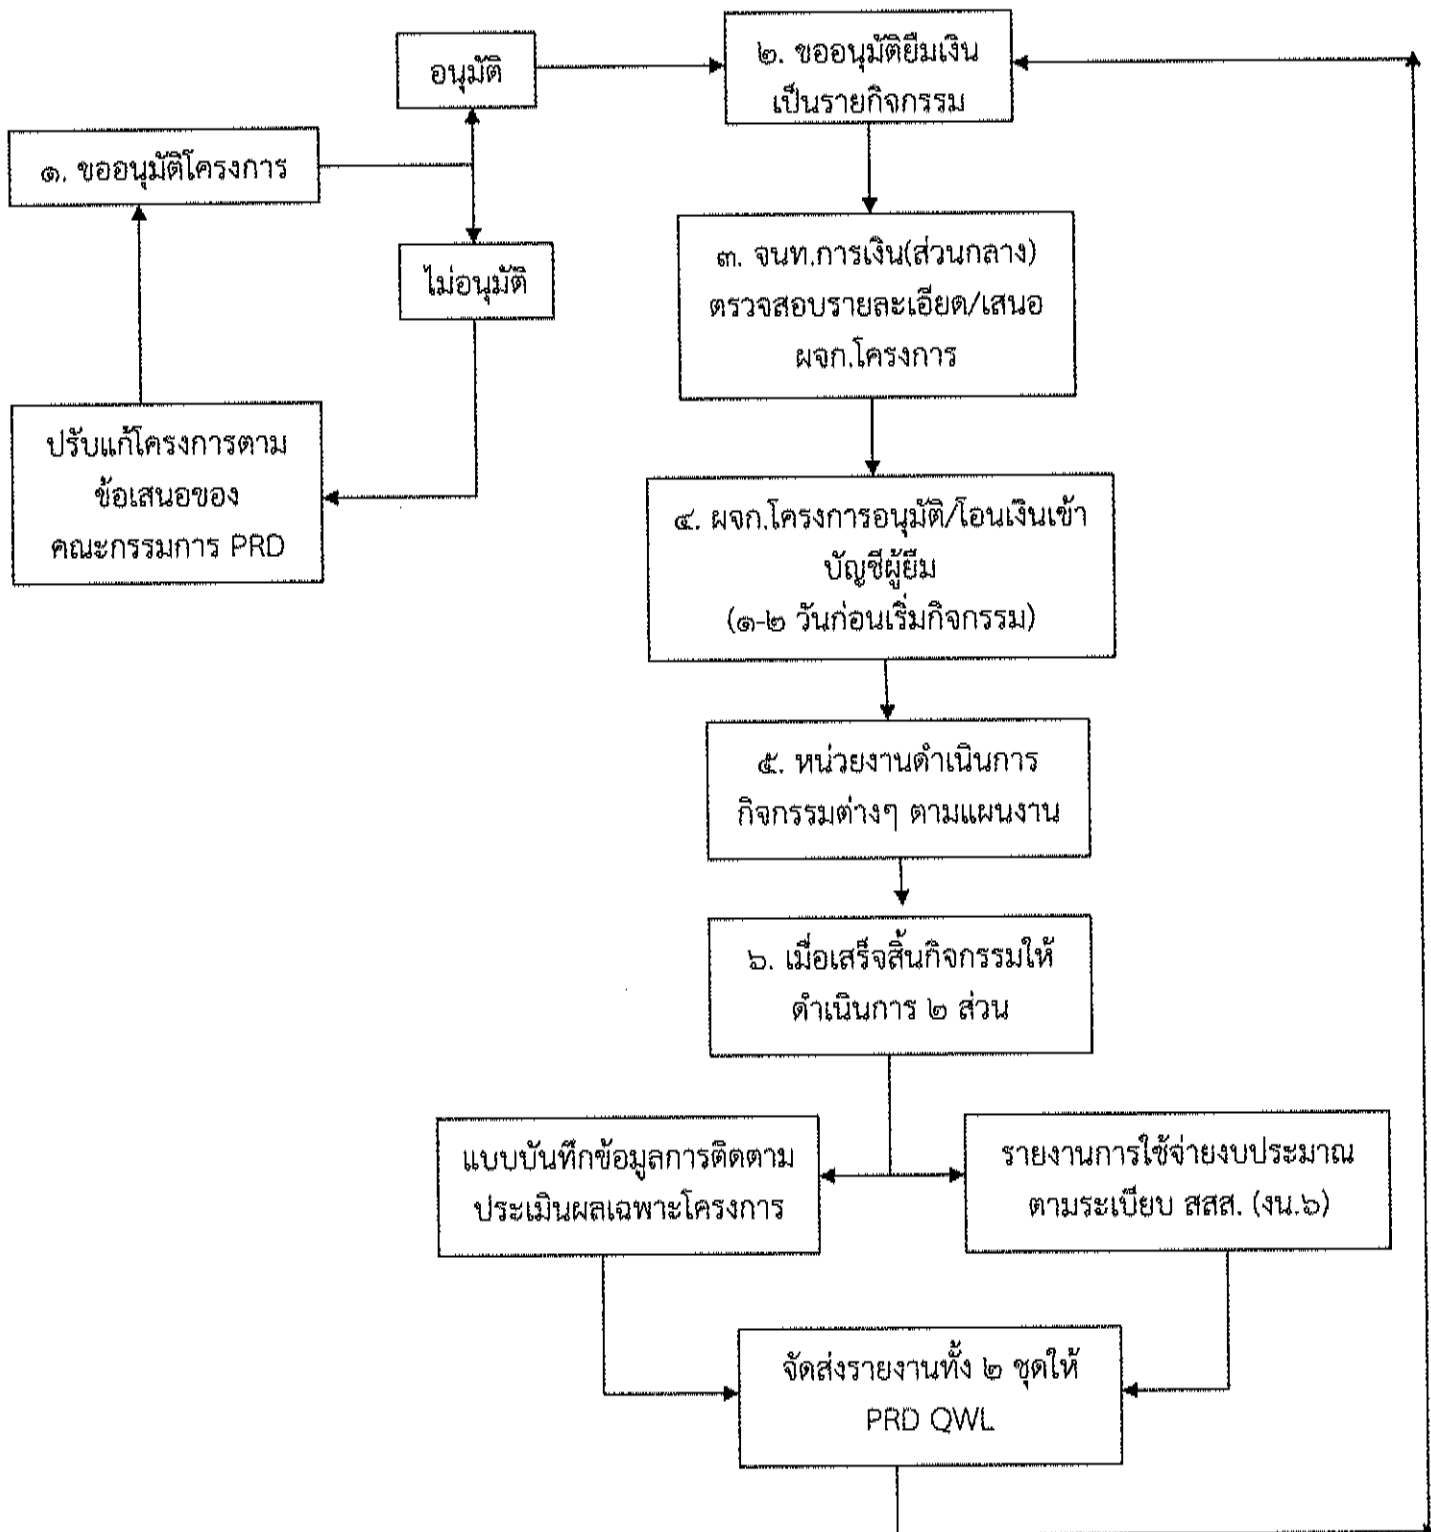 อนุมัติ
๒. ขออนุมัติยืมเงิน
เป็นรายกิจกรรม
๑. ขออนุมัติโครงการ
ไม่อนุมัติ
๓. จนท.การเงิน(ส่วนกลาง)
ตรวจสอบรายละเอียด/เสนอ
ผจก.โครงการ
ปรับแก้โครงการตาม
ข้อเสนอของ
คณะกรรมการ PRD
๔. ผจก.โครงการอนุมัติ/โอนเงินเข้า
บัญชีผู้ยืม
(๑-๒ วันก่อนเริ่มกิจกรรม)
๕. หน่วยงานดำเนินการ
กิจกรรมต่างๆ ตามแผนงาน
๖. เมื่อเสร็จสิ้นกิจกรรมให้
ดำเนินการ ๒ ส่วน
แบบบันทึกข้อมูลการติดตาม
ประเมินผลเฉพาะโครงการ
รายงานการใช้จ่ายงบประมาณ
ตามระเบียบ สสส. (งน.๖)
จัดส่งรายงานทั้ง ๒ ชุดให้
PRD QWL